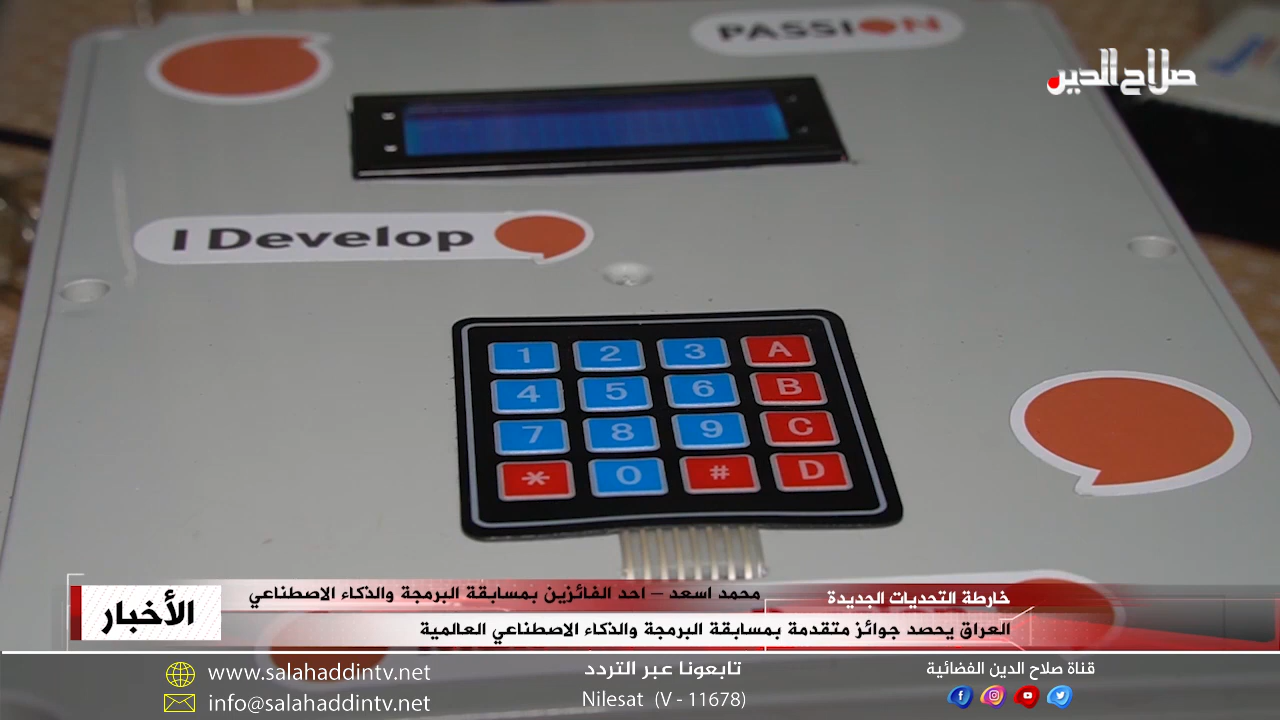 PASSION
صلاح الدين
I Develop
1 2 3 A
4 5 6 B
7 8 9 C
* 0 # D
خارطة التحديات الجديدة
محمد اسعد – احد الفائزين بمسابقة البرمجة والذكاء الاصطناعي
الأخبار
العراق يحصد جوائز متقدمة بمسابقة البرمجة والذكاء الاصطناعي العالمية
قناة صلاح الدين الفضائية
تابعونا عبر التردد
Nilesat (V - 11678)
www.salahaddintv.net
info@salahaddintv.net